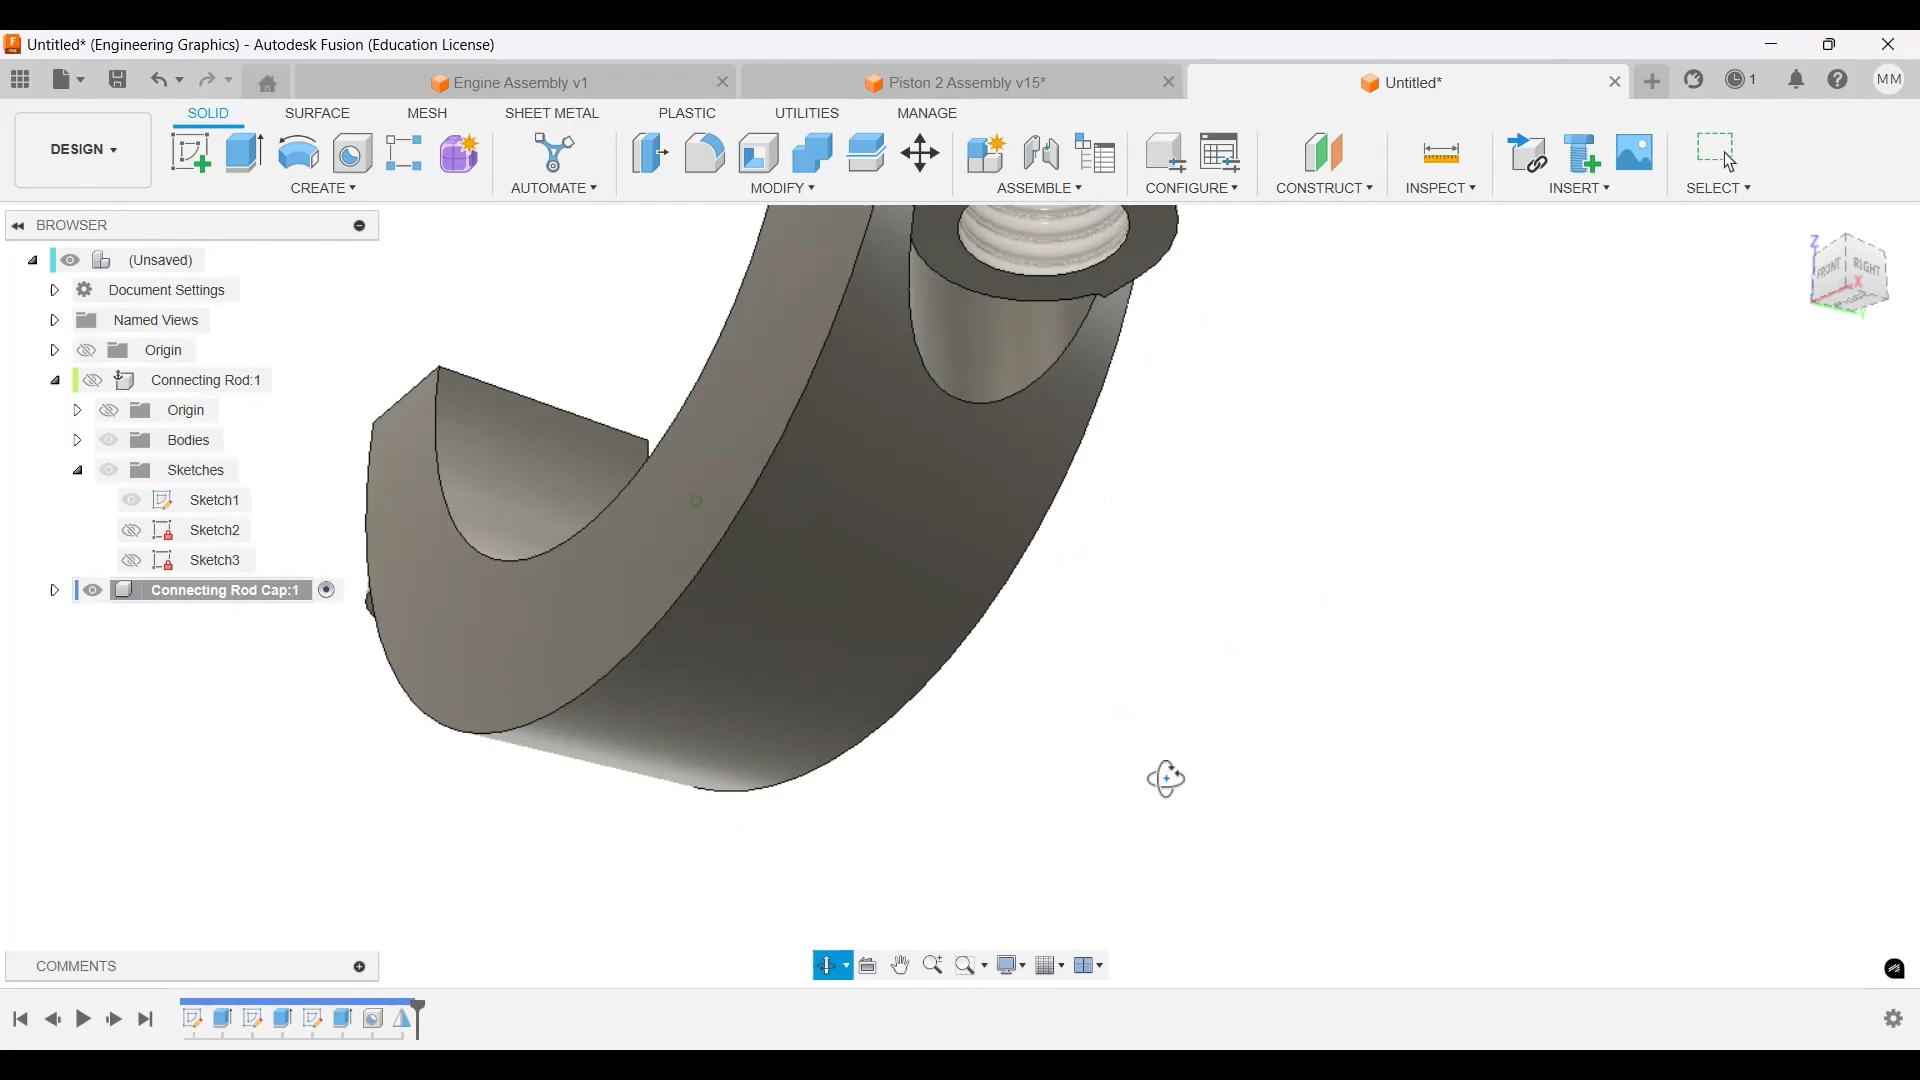 Untitled* (Engineering Graphics) - Autodesk Fusion (Education License)
Engine Assembly v1
Piston 2 Assembly v15*
Untitled*
1
MM
DESIGN
SOLID
SURFACE
MESH
SHEET METAL
PLASTIC
UTILITIES
MANAGE
CREATE
AUTOMATE
MODIFY
ASSEMBLE
CONFIGURE
CONSTRUCT
INSPECT
INSERT
SELECT
BROWSER
(Unsaved)
Document Settings
Named Views
Origin
Connecting Rod:1
Origin
Bodies
Sketches
Sketch1
Sketch2
Sketch3
Connecting Rod Cap:1
Z
FRONT
RIGHT
X
Y
COMMENTS